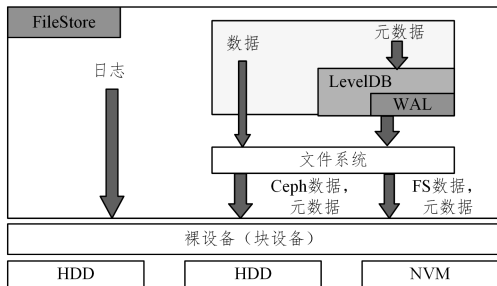 FileStore
元数据
数据
日志
LevelDB
WAL
文件系统
Ceph数据，
元数据
FS数据，
元数据
裸设备（块设备）
HDD
HDD
NVM